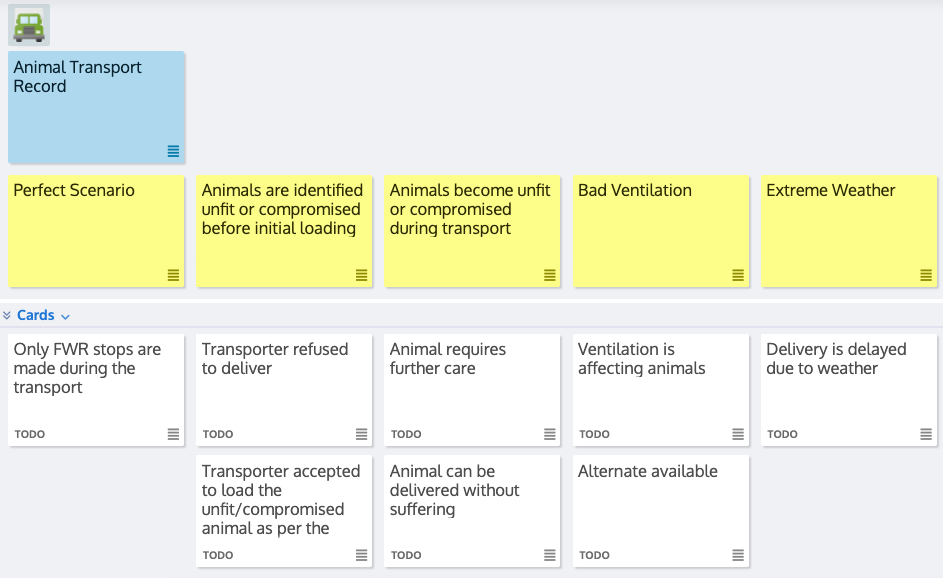 Animal Transport
Record
Perfect Scenario
Animals are identified
unfit or compromised
before initial loading
Animals become unfit
or compromised
during transport
Bad Ventilation
Extreme Weather
Cards
Only FWR stops are
made during the
transport
TODO
Transporter refused
to deliver
TODO
Animal requires
further care
TODO
Ventilation is
affecting animals
TODO
Delivery is delayed
due to weather
TODO
Transporter accepted
to load the
unfit/compromised
animal as per the
TODO
Animal can be
delivered without
suffering
TODO
Alternate available
TODO